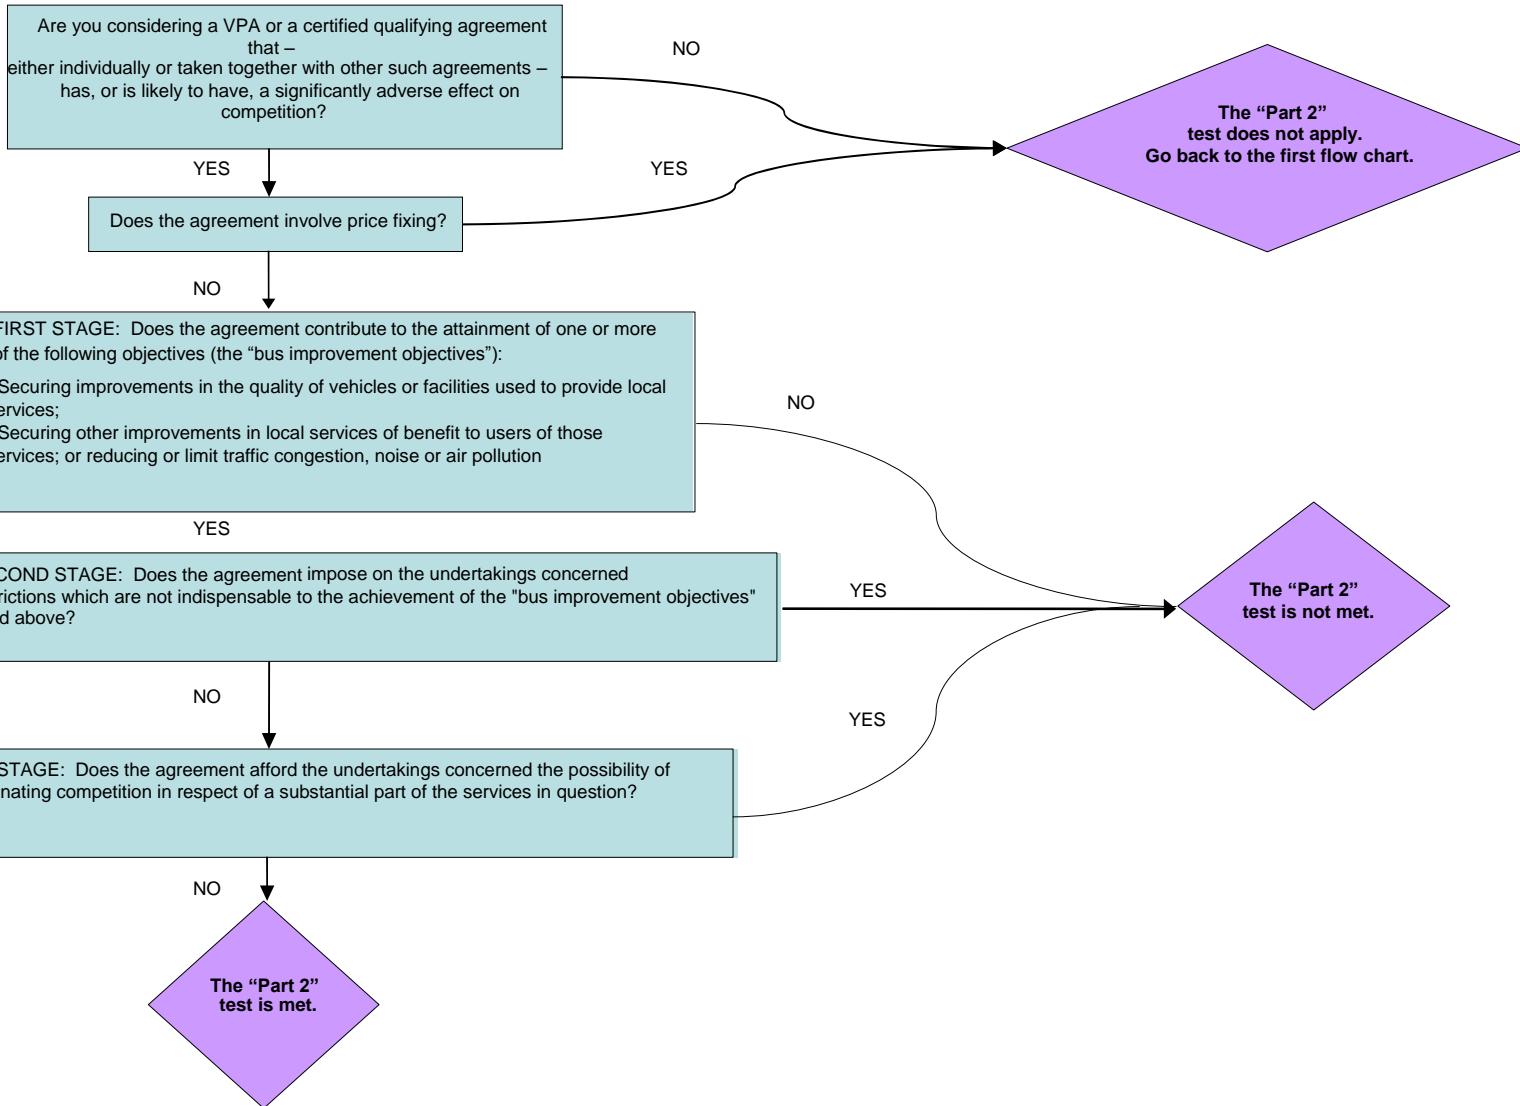 Are you considering a VPA or a certified qualifying agreement
that –
either individually or taken together with other such agreements –
has, or is likely to have, a significantly adverse effect on
competition?
NO
The “Part 2”
test does not apply.
Go back to the first flow chart.
YES
YES
Does the agreement involve price fixing?
NO
FIRST STAGE: Does the agreement contribute to the attainment of one or more
of the following objectives (the “bus improvement objectives”):
Securing improvements in the quality of vehicles or facilities used to provide local
ervices;
Securing other improvements in local services of benefit to users of those
ervices; or reducing or limit traffic congestion, noise or air pollution
NO
YES
COND STAGE: Does the agreement impose on the undertakings concerned
rictions which are not indispensable to the achievement of the "bus improvement objectives"
d above?
YES
The “Part 2”
test is not met.
NO
YES
STAGE: Does the agreement afford the undertakings concerned the possibility of
nating competition in respect of a substantial part of the services in question?
NO
The “Part 2”
test is met.